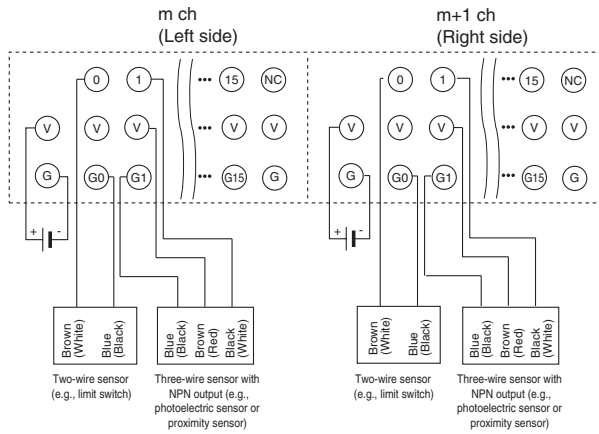 m ch
(Left side)
m+1 ch
(Right side)
0 1 ••• 15 NC
0 1 ••• 15 NC
V V V ••• V V
V V V ••• V V
G G0 G1 ••• G15 G
G G0 G1 ••• G15 G
+ -
+ -
Brown
(White)
Blue
(Black)
Blue
(Black)
Brown
(Red)
Black
(White)
Brown
(White)
Blue
(Black)
Blue
(Black)
Brown
(Red)
Black
(White)
Two-wire sensor
(e.g., limit switch)
Three-wire sensor with
NPN output (e.g.,
photoelectric sensor or
proximity sensor)
Two-wire sensor
(e.g., limit switch)
Three-wire sensor with
NPN output (e.g.,
photoelectric sensor or
proximity sensor)